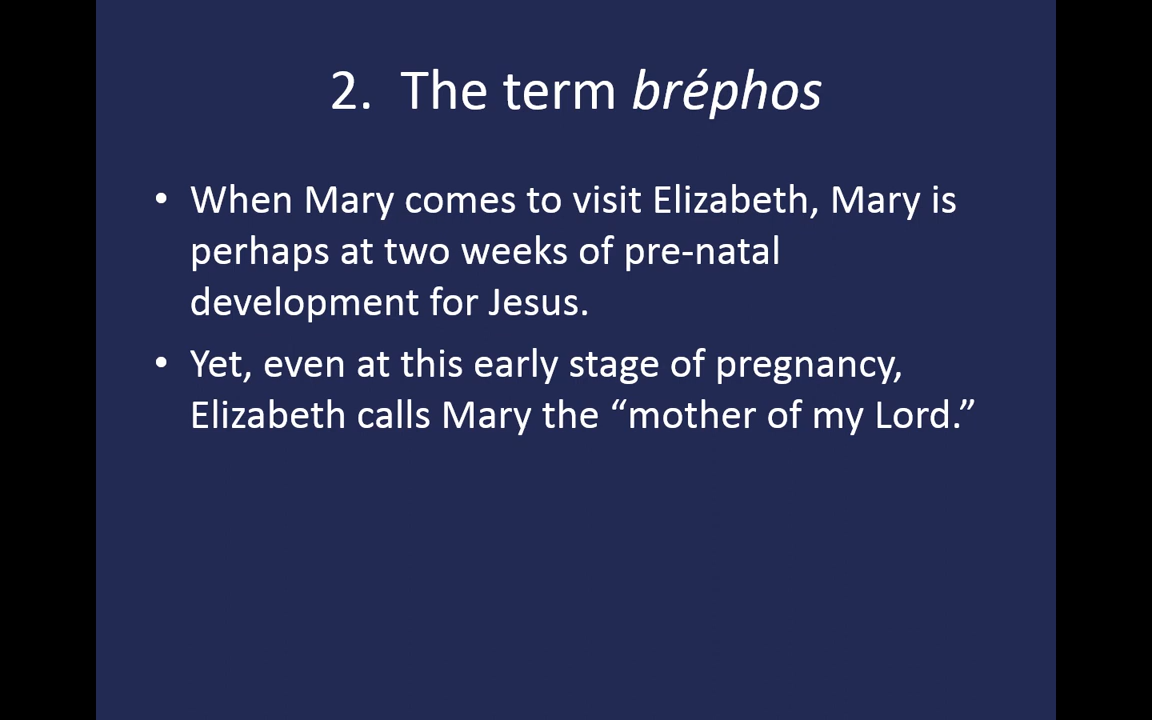 2. The term bréphos
• When Mary comes to visit Elizabeth, Mary is
perhaps at two weeks of pre-natal
development for Jesus.
• Yet, even at this early stage of pregnancy,
Elizabeth calls Mary the “mother of my Lord.”